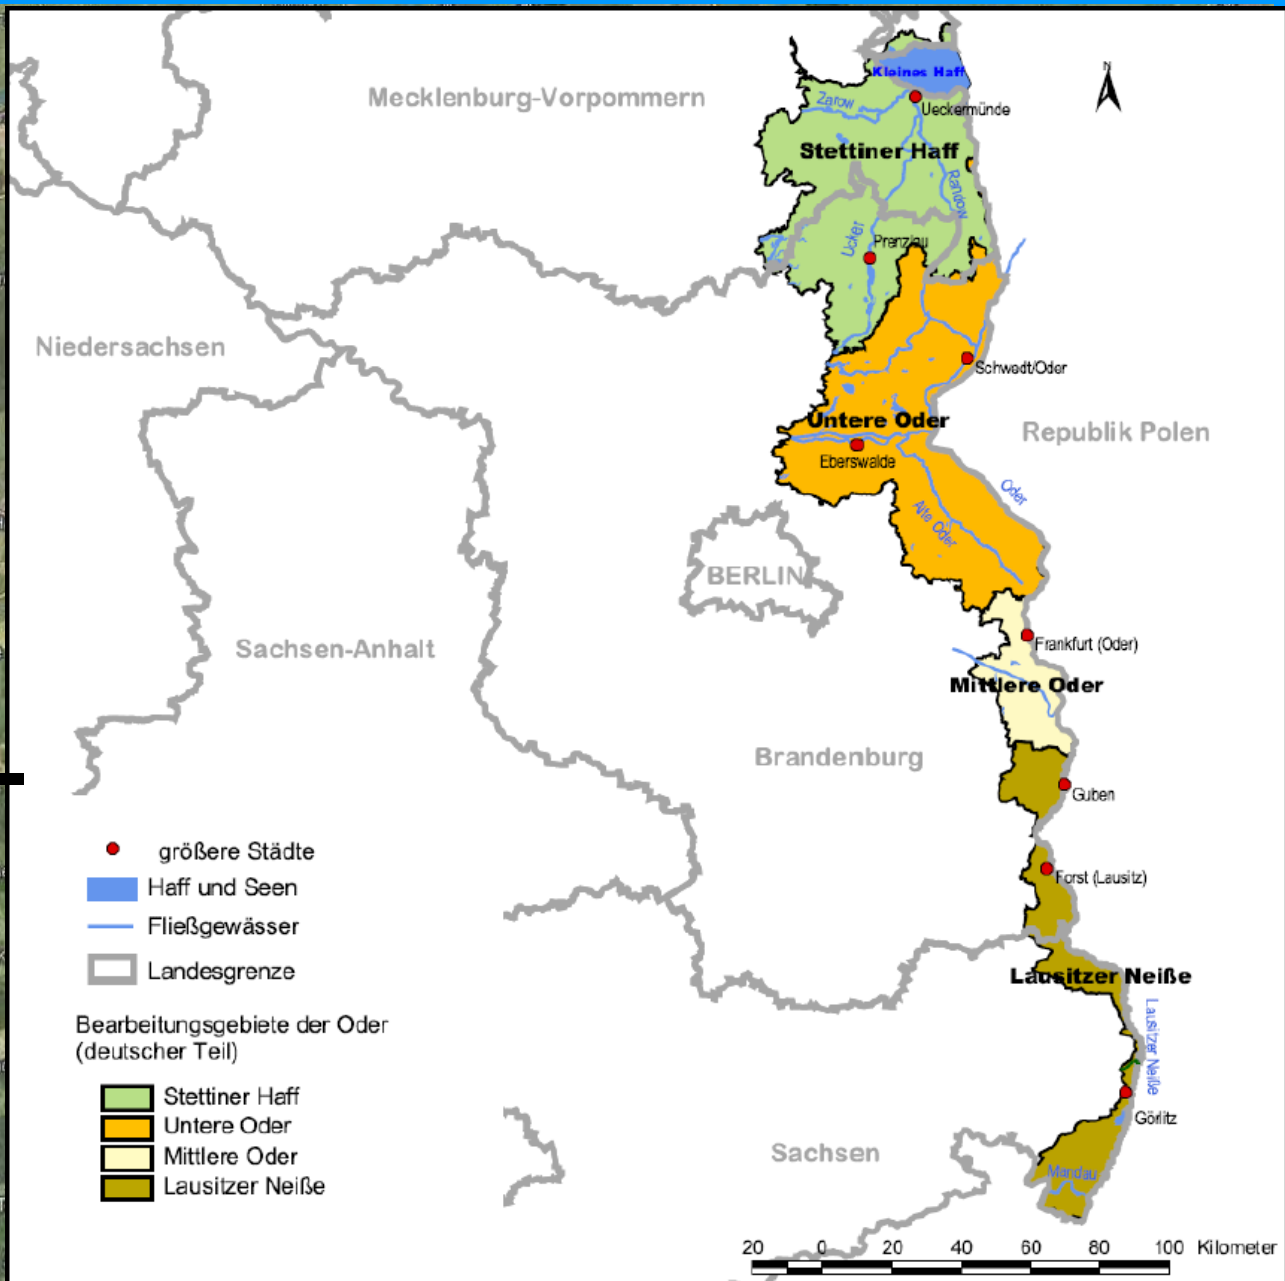 Kleines Haff
N
Mecklenburg-Vorpommern
Zarow
Ueckermünde
Stettiner Haff
Randow
Ucker
Prenzlau
Niedersachsen
Schwedt/Oder
Untere Oder
Republik Polen
Eberswalde
Oder
Alte Oder
BERLIN
Sachsen-Anhalt
Frankfurt (Oder)
Mittlere Oder
Brandenburg
Guben
größere Städte
Forst (Lausitz)
Haff und Seen
Fließgewässer
Landesgrenze
Lausitzer Neiße
Lausitzer Neiße
Bearbeitungsgebiete der Oder
(deutscher Teil)
Stettiner Haff
Untere Oder
Mittlere Oder
Lausitzer Neiße
Görlitz
Sachsen
Mandau
20 0 20 40 60 80 100 Kilometer